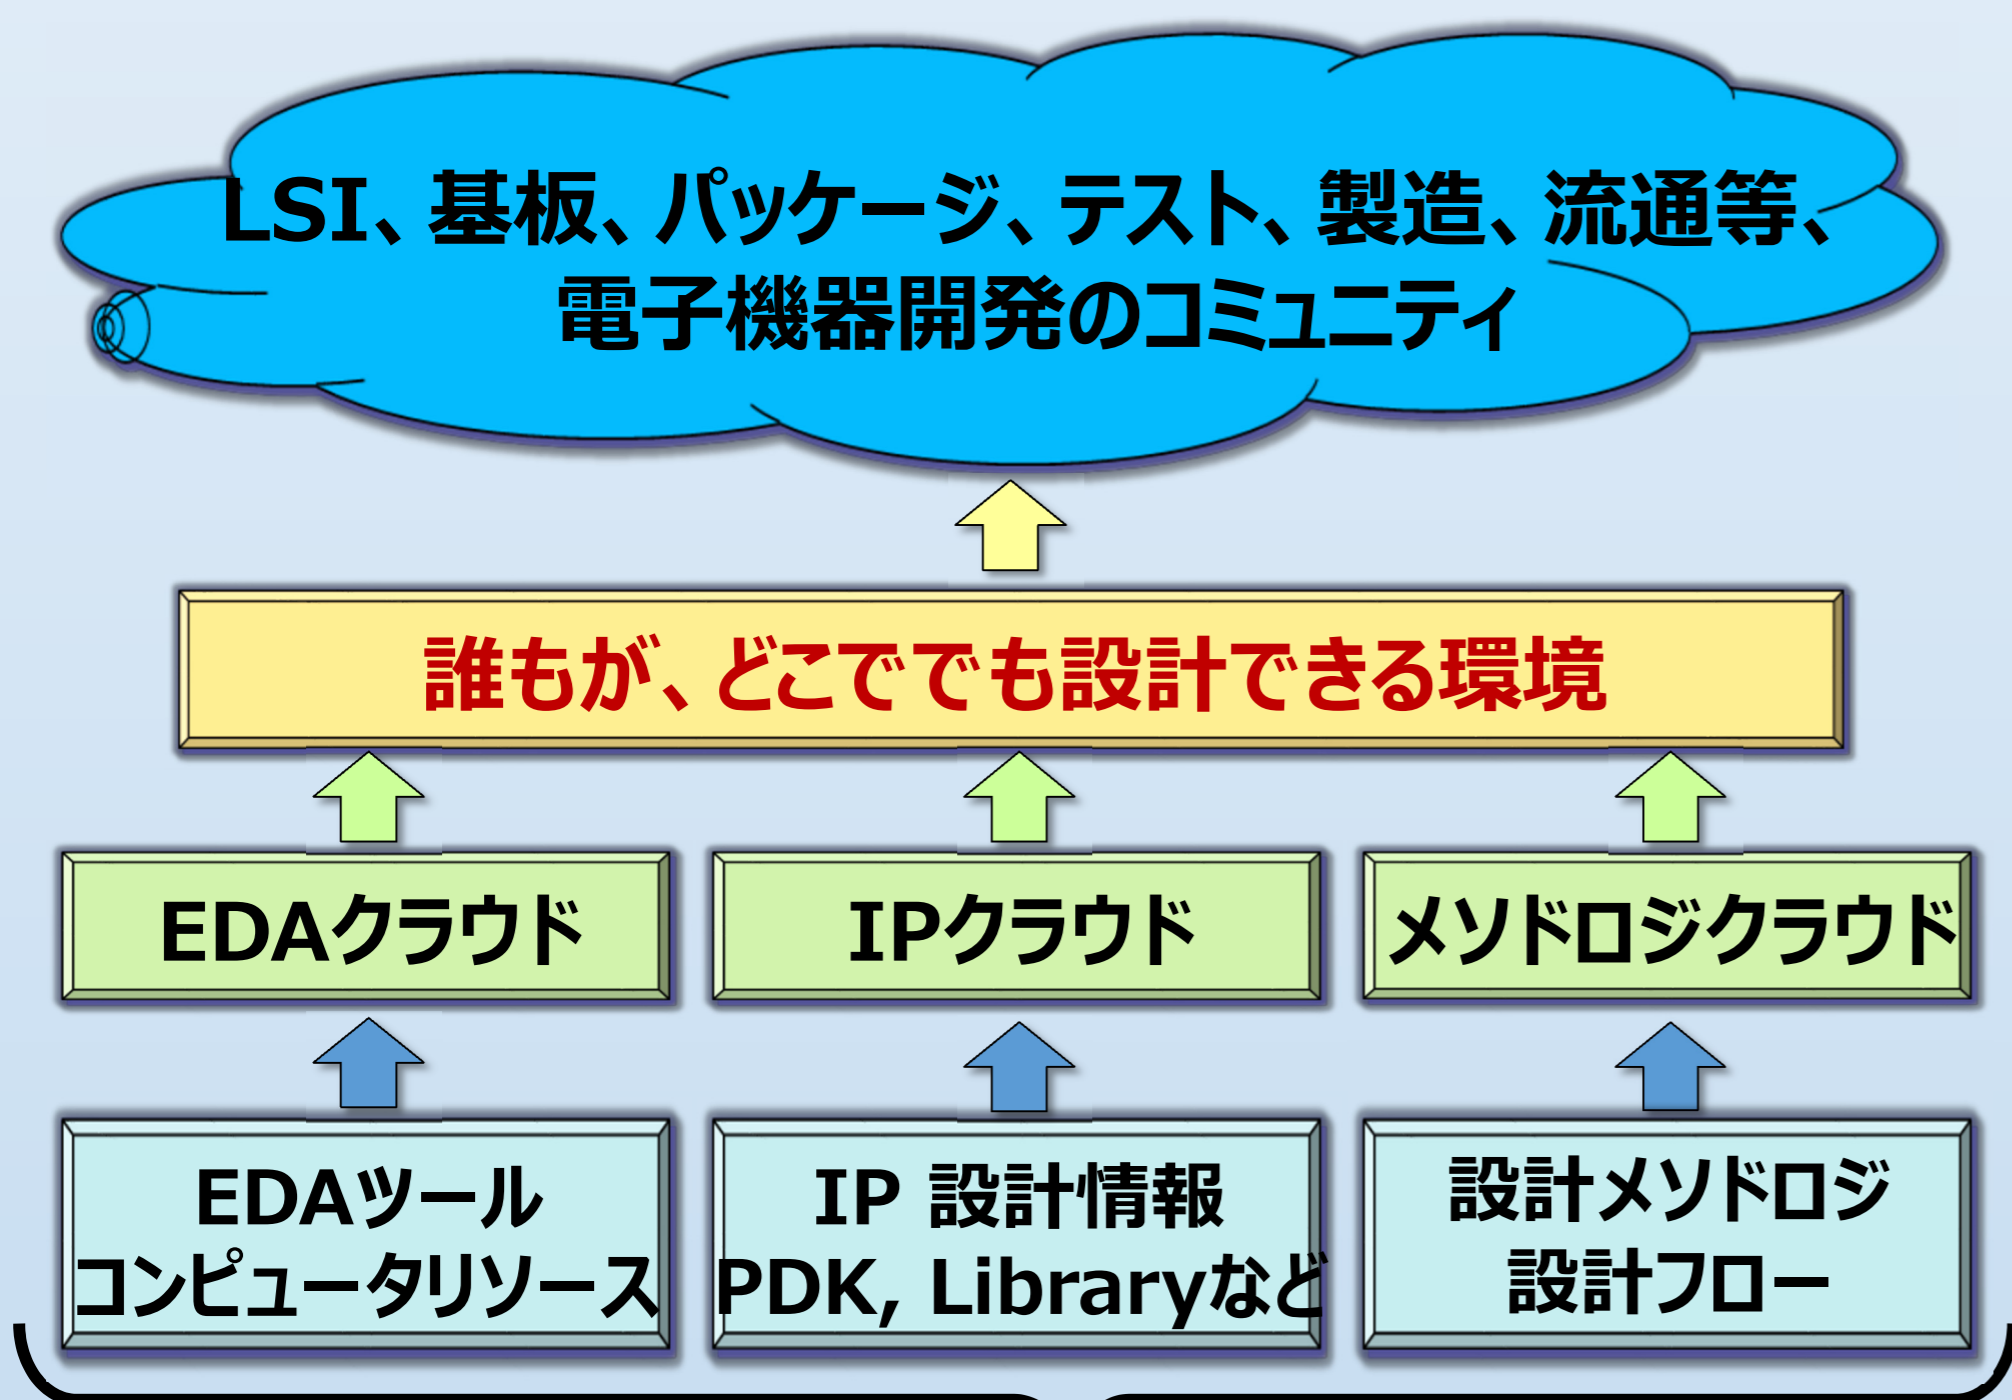 LSI、基板、パッケージ、テスト、製造、流通等、
電子機器開発のコミュニティ
誰もが、どこででも設計できる環境
EDAクラウド
IPクラウド
メソドロジクラウド
EDAツール
コンピュータリソース
IP 設計情報
PDK, Libraryなど
設計メソドロジ
設計フロー